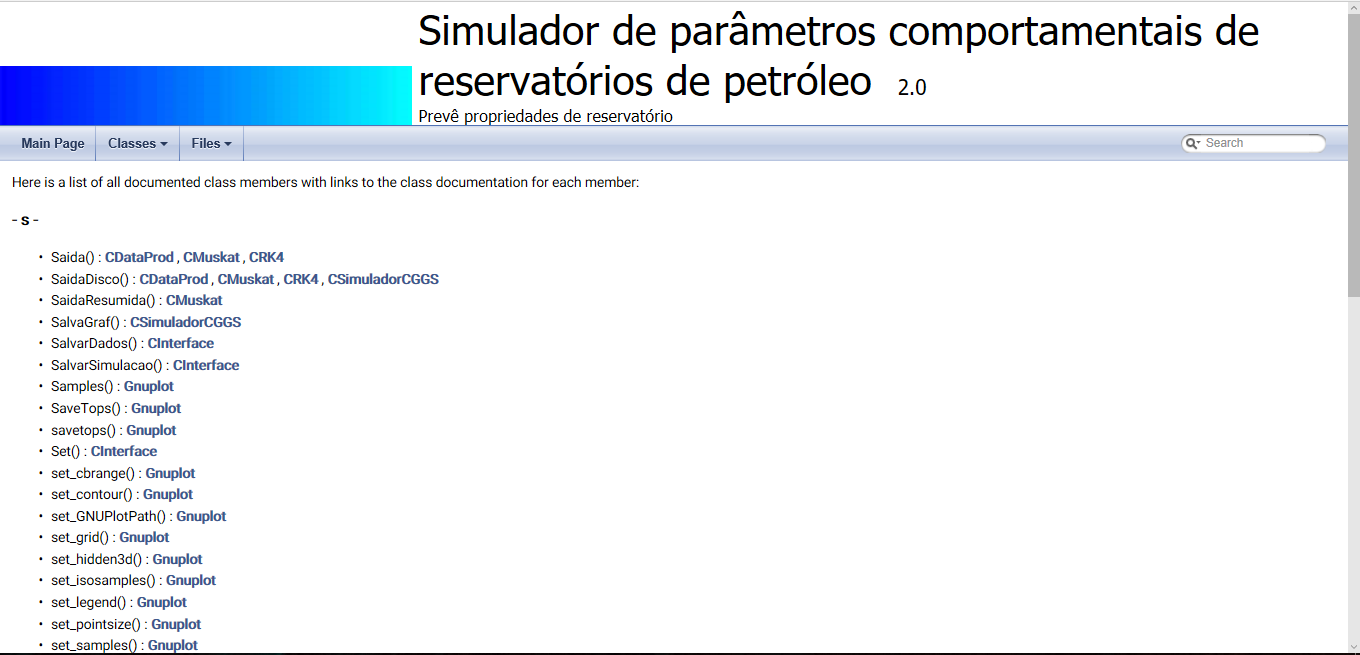 Simulador de parâmetros comportamentais de
reservatórios de petróleo 2.0
Prevê propriedades de reservatório
Main Page Classes Files Search
Here is a list of all documented class members with links to the class documentation for each member:
- s -
• Saida() : CDataProd , CMuskat , CRK4
• SaidaDisco() : CDataProd , CMuskat , CRK4 , CSimuladorCGGS
• SaidaResumida() : CMuskat
• SalvaGraf() : CSimuladorCGGS
• SalvarDados() : CInterface
• SalvarSimulacao() : CInterface
• Samples() : Gnuplot
• SaveTops() : Gnuplot
• savetops() : Gnuplot
• Set() : CInterface
• set_cbrange() : Gnuplot
• set_contour() : Gnuplot
• set_GNUPlotPath() : Gnuplot
• set_grid() : Gnuplot
• set_hidden3d() : Gnuplot
• set_isosamples() : Gnuplot
• set_legend() : Gnuplot
• set_pointsize() : Gnuplot
• set_samples() : Gnuplot